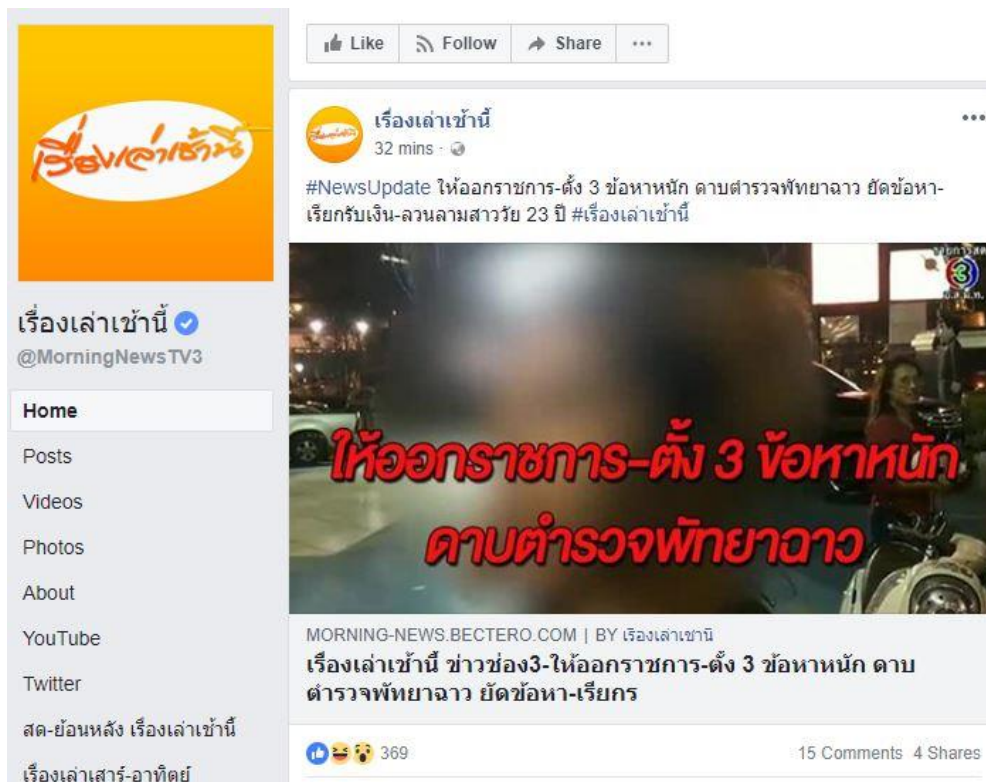 เรื่องเล่าเช้านี้
เรื่องเล่าเช้านี้
@MorningNewsTV3
Home
Posts
Videos
Photos
About
YouTube
Twitter
สด-ย้อนหลัง เรื่องเล่าเช้านี้
เรื่องเล่าเสาร์-อาทิตย์
Like
Follow
Share
เรื่องเล่าเช้านี้
32 mins ·
#NewsUpdate ให้ออกราชการ-ตั้ง 3 ข้อหาหนัก ดาบตำรวจพัทยาฉาว ยัดข้อหา-
เรียกรับเงิน-ลวนลามสาววัย 23 ปี #เรื่องเล่าเช้านี้
3
ให้ออกราชการ-ตั้ง 3 ข้อหาหนัก
ดาบตำรวจพัทยาฉาว
MORNING-NEWS.BECTERO.COM | BY เรื่องเล่าเช้านี้
เรื่องเล่าเช้านี้ ข่าวช่อง3-ให้ออกราชการ-ตั้ง 3 ข้อหาหนัก ดาบ
ตำรวจพัทยาฉาว ยัดข้อหา-เรียกร
369
15 Comments 4 Shares